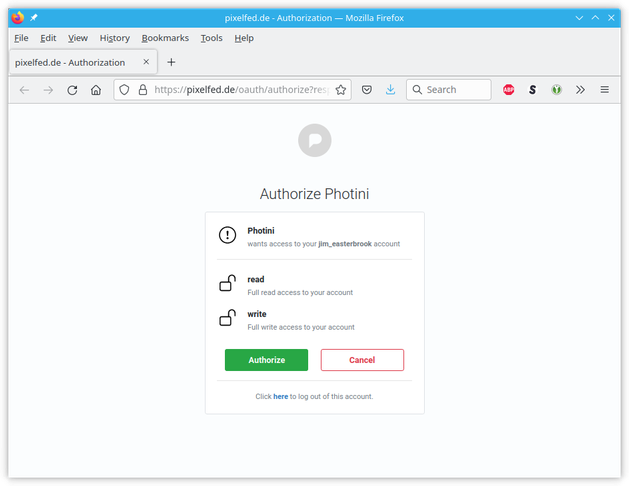 pixelfed.de - Authorization — Mozilla Firefox
File Edit View History Bookmarks Tools Help
pixelfed.de - Authorization
https://pixelfed.de/oauth/authorize?res
Search
ABP
S
Authorize Photini
Photini
wants access to your jim_easterbrook account
read
Full read access to your account
write
Full write access to your account
Authorize Cancel
Click here to log out of this account.